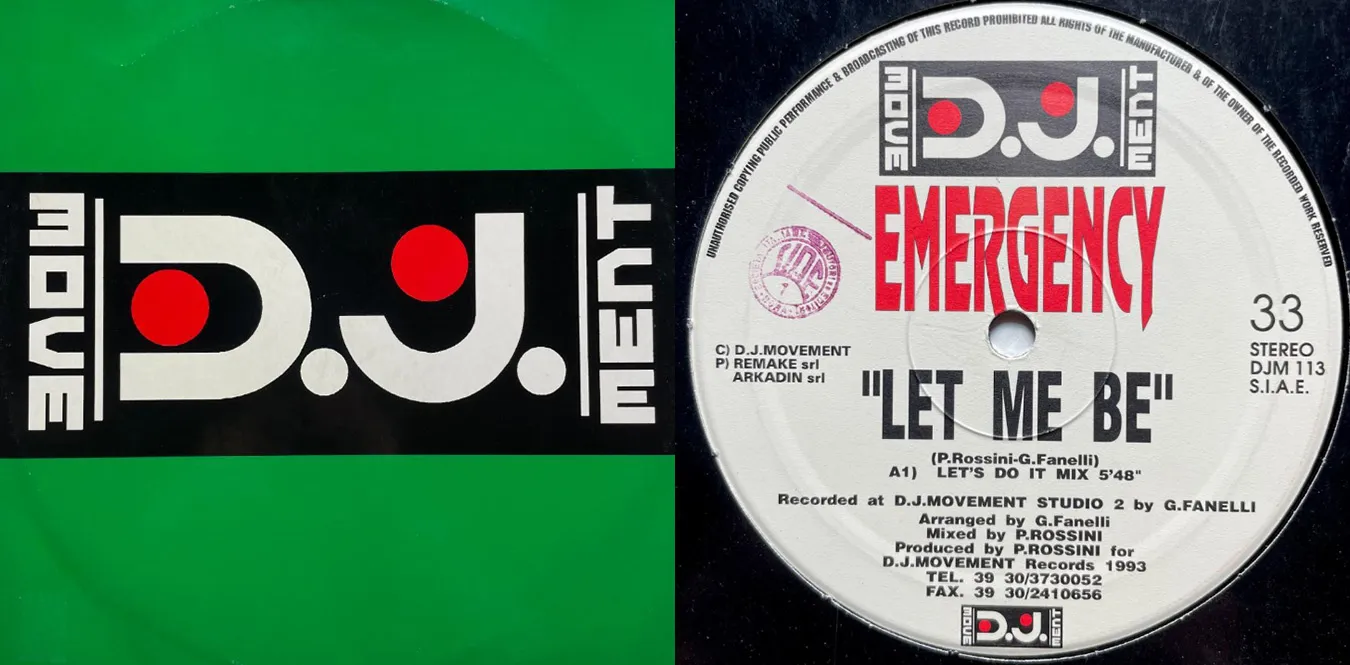 MOVE D.J. MENT
UNAUTHORISED COPYING PUBLIC PERFORMANCE & BROADCASTING OF THIS RECORD PROHIBITED ALL RIGHTS OF THE MANUFACTURER & OF THE OWNER OF THE RECORDED WORK RESERVED
MOVE D.J. MENT
EMERGENCY
33
STEREO
DJM 113
S.I.A.E.
C) D.J.MOVEMENT
P) REMAKE srl
ARKADIN srl
"LET ME BE"
(P.Rossini-G.Fanelli)
A1) LET'S DO IT MIX 5'48"
Recorded at D.J.MOVEMENT STUDIO 2 by G.FANELLI
Arranged by G.Fanelli
Mixed by P.ROSSINI
Produced by P.ROSSINI for
D.J.MOVEMENT Records 1993
TEL. 39 30/3730052
FAX. 39 30/2410656
MOVE D.J. MENT